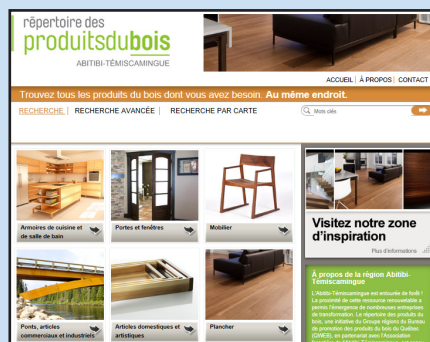 répertoire des
produitsdubois
ABITIBI-TÉMISCAMINGUE
ACCUEIL | À PROPOS | CONTACT
Trouvez tous les produits du bois dont vous avez besoin. Au même endroit.
RECHERCHE | RECHERCHE AVANCÉE | RECHERCHE PAR CARTE
Mots clés
Armoires de cuisine et
de salle de bain
Portes et fenêtres
Mobilier
Visitez notre zone
d'inspiration
Plus d'informations
Ponts, articles
commerciaux et industriels
Articles domestiques et
artistiques
Plancher
À propos de la région Abitibi-
Témiscamingue
L'Abitibi-Témiscamingue est entourée de forêt !
La proximité de cette ressource renouvelable a
permis l'émergence de nombreuses entreprises
de transformation. Le répertoire des produits du
bois, une initiative du Groupe régions du Bureau
de promotion des produits du bois du Québec
(QWEB), en partenariat avec l'Association